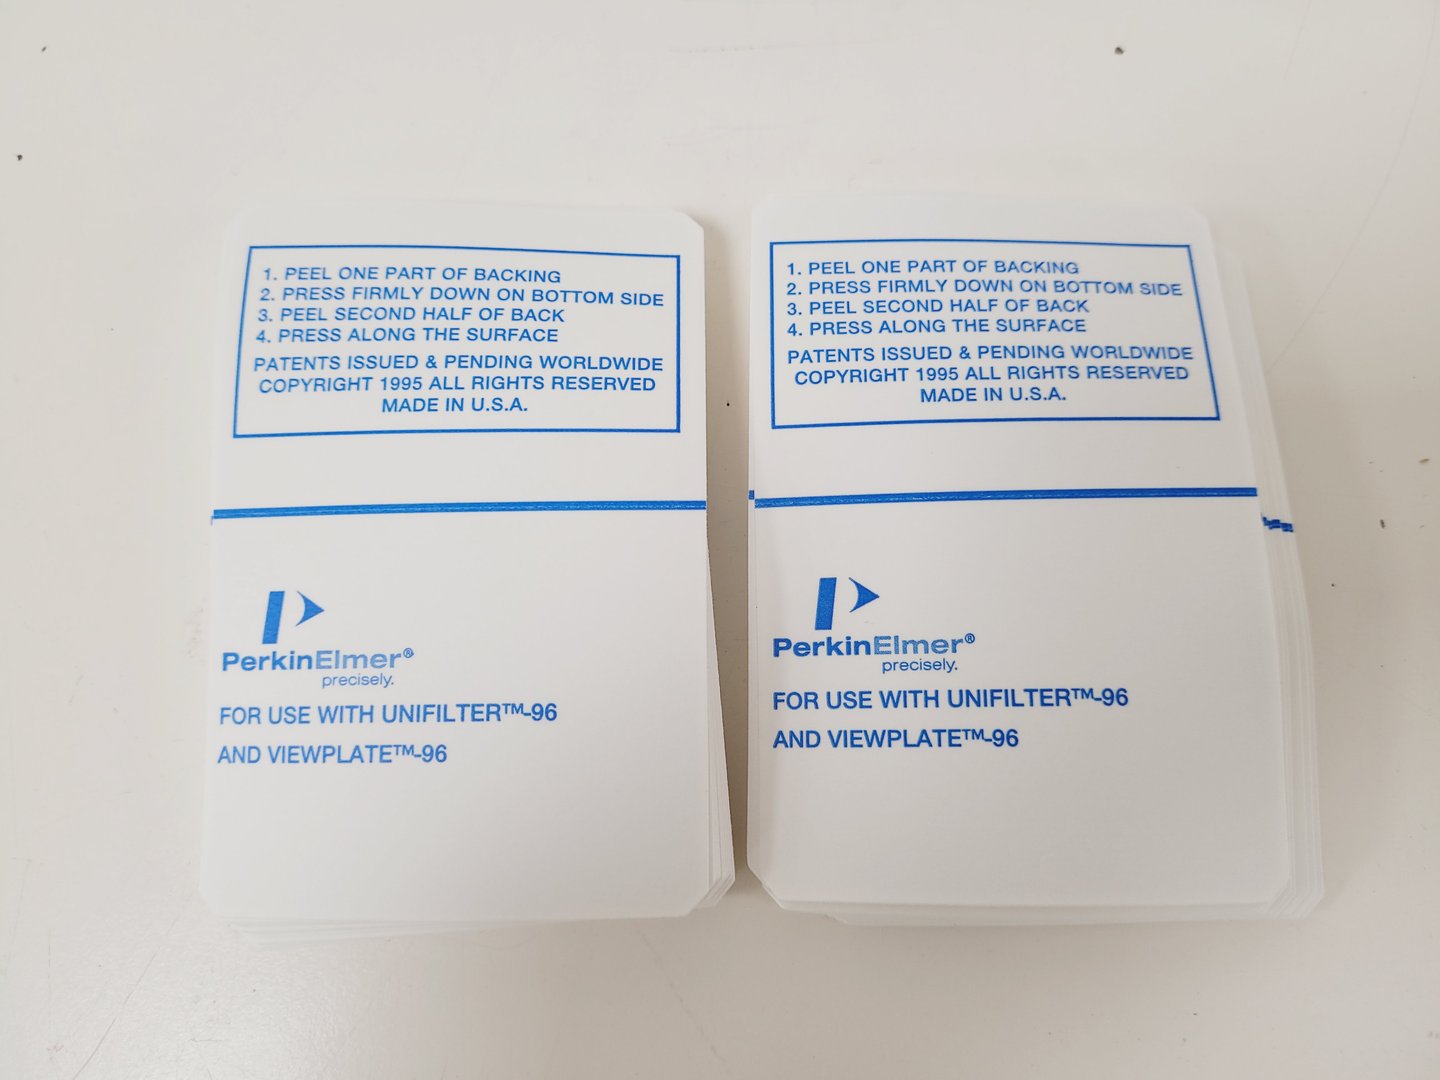 1. PEEL ONE PART OF BACKING
2. PRESS FIRMLY DOWN ON BOTTOM SIDE
3. PEEL SECOND HALF OF BACK
4. PRESS ALONG THE SURFACE
PATENTS ISSUED & PENDING WORLDWIDE
COPYRIGHT 1995 ALL RIGHTS RESERVED
MADE IN U.S.A.
PerkinElmer®
precisely.
FOR USE WITH UNIFILTER™-96
AND VIEWPLATE™-96
1. PEEL ONE PART OF BACKING
2. PRESS FIRMLY DOWN ON BOTTOM SIDE
3. PEEL SECOND HALF OF BACK
4. PRESS ALONG THE SURFACE
PATENTS ISSUED & PENDING WORLDWIDE
COPYRIGHT 1995 ALL RIGHTS RESERVED
MADE IN U.S.A.
PerkinElmer®
precisely.
FOR USE WITH UNIFILTER™-96
AND VIEWPLATE™-96